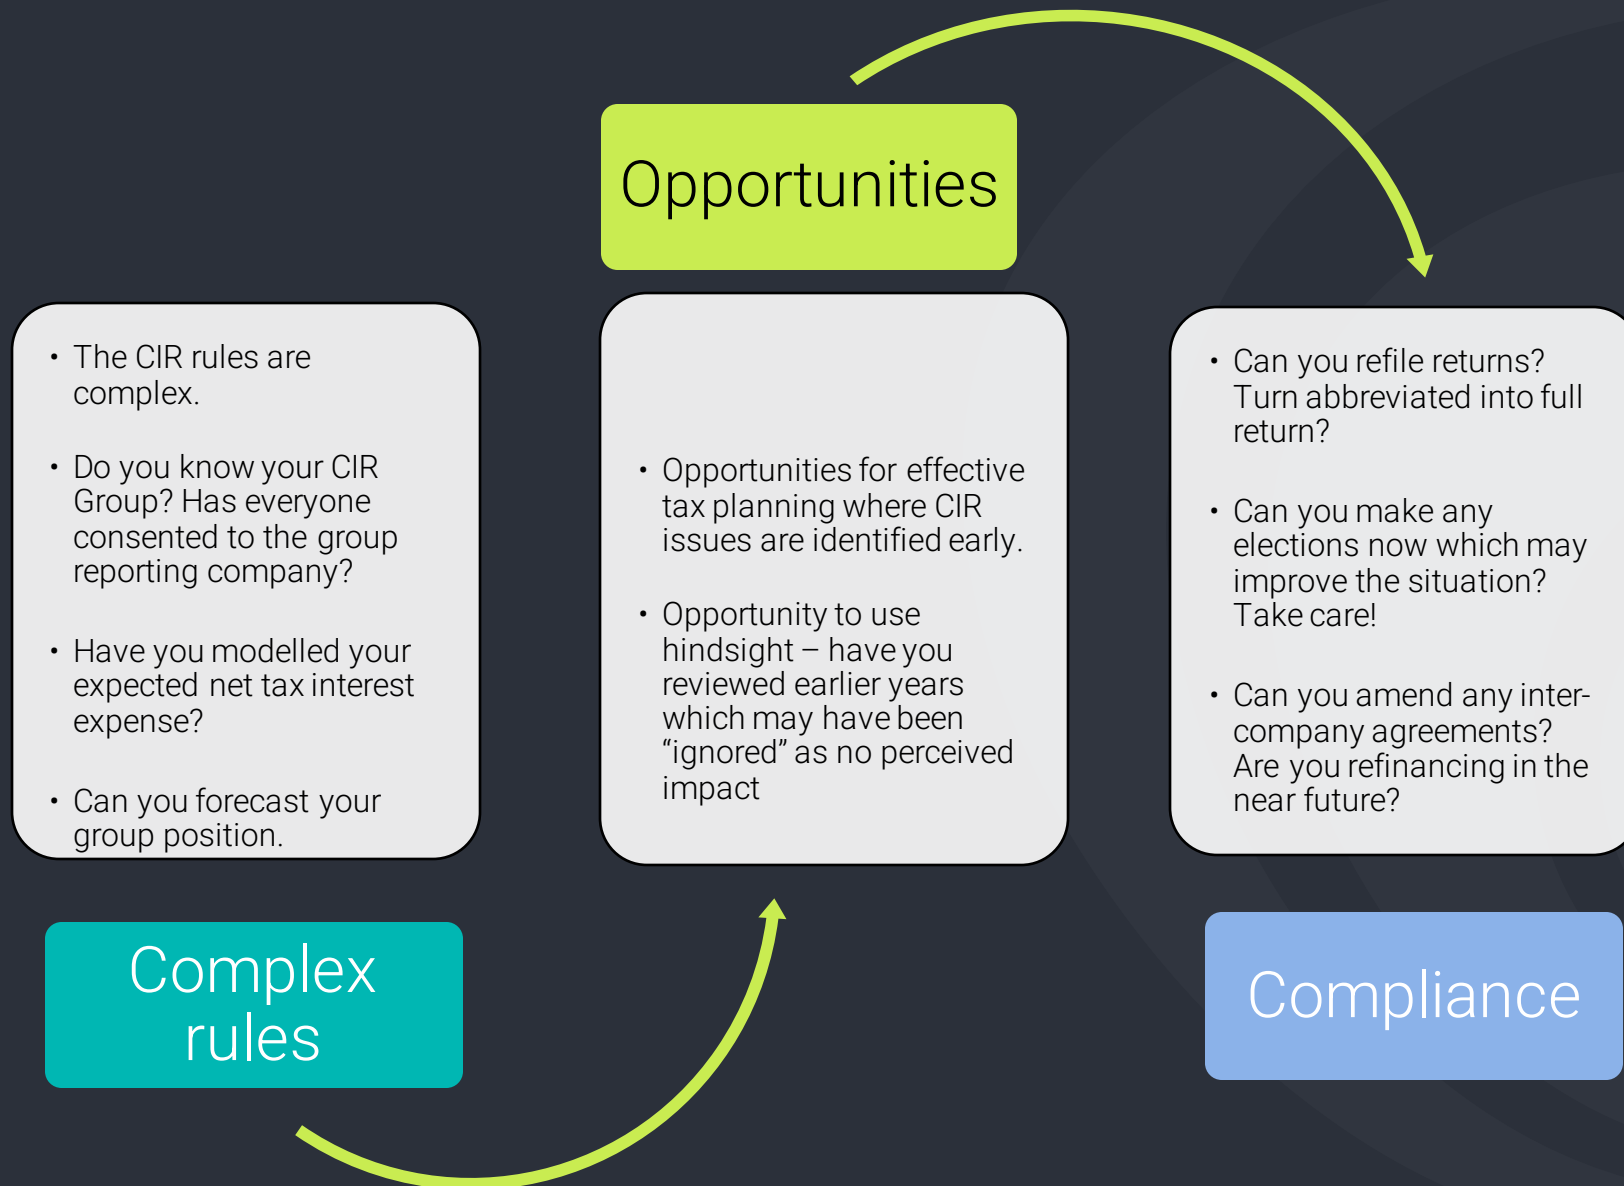 • The CIR rules are
complex.
• Do you know your CIR
Group? Has everyone
consented to the group
reporting company?
• Have you modelled your
expected net tax interest
expense?
• Can you forecast your
group position.
Complex
rules
Opportunities
• Opportunities for effective
tax planning where CIR
issues are identified early.
• Opportunity to use
hindsight – have you
reviewed earlier years
which may have been
“ignored” as no perceived
impact
• Can you refile returns?
Turn abbreviated into full
return?
• Can you make any
elections now which may
improve the situation?
Take care!
• Can you amend any inter-
company agreements?
Are you refinancing in the
near future?
Compliance